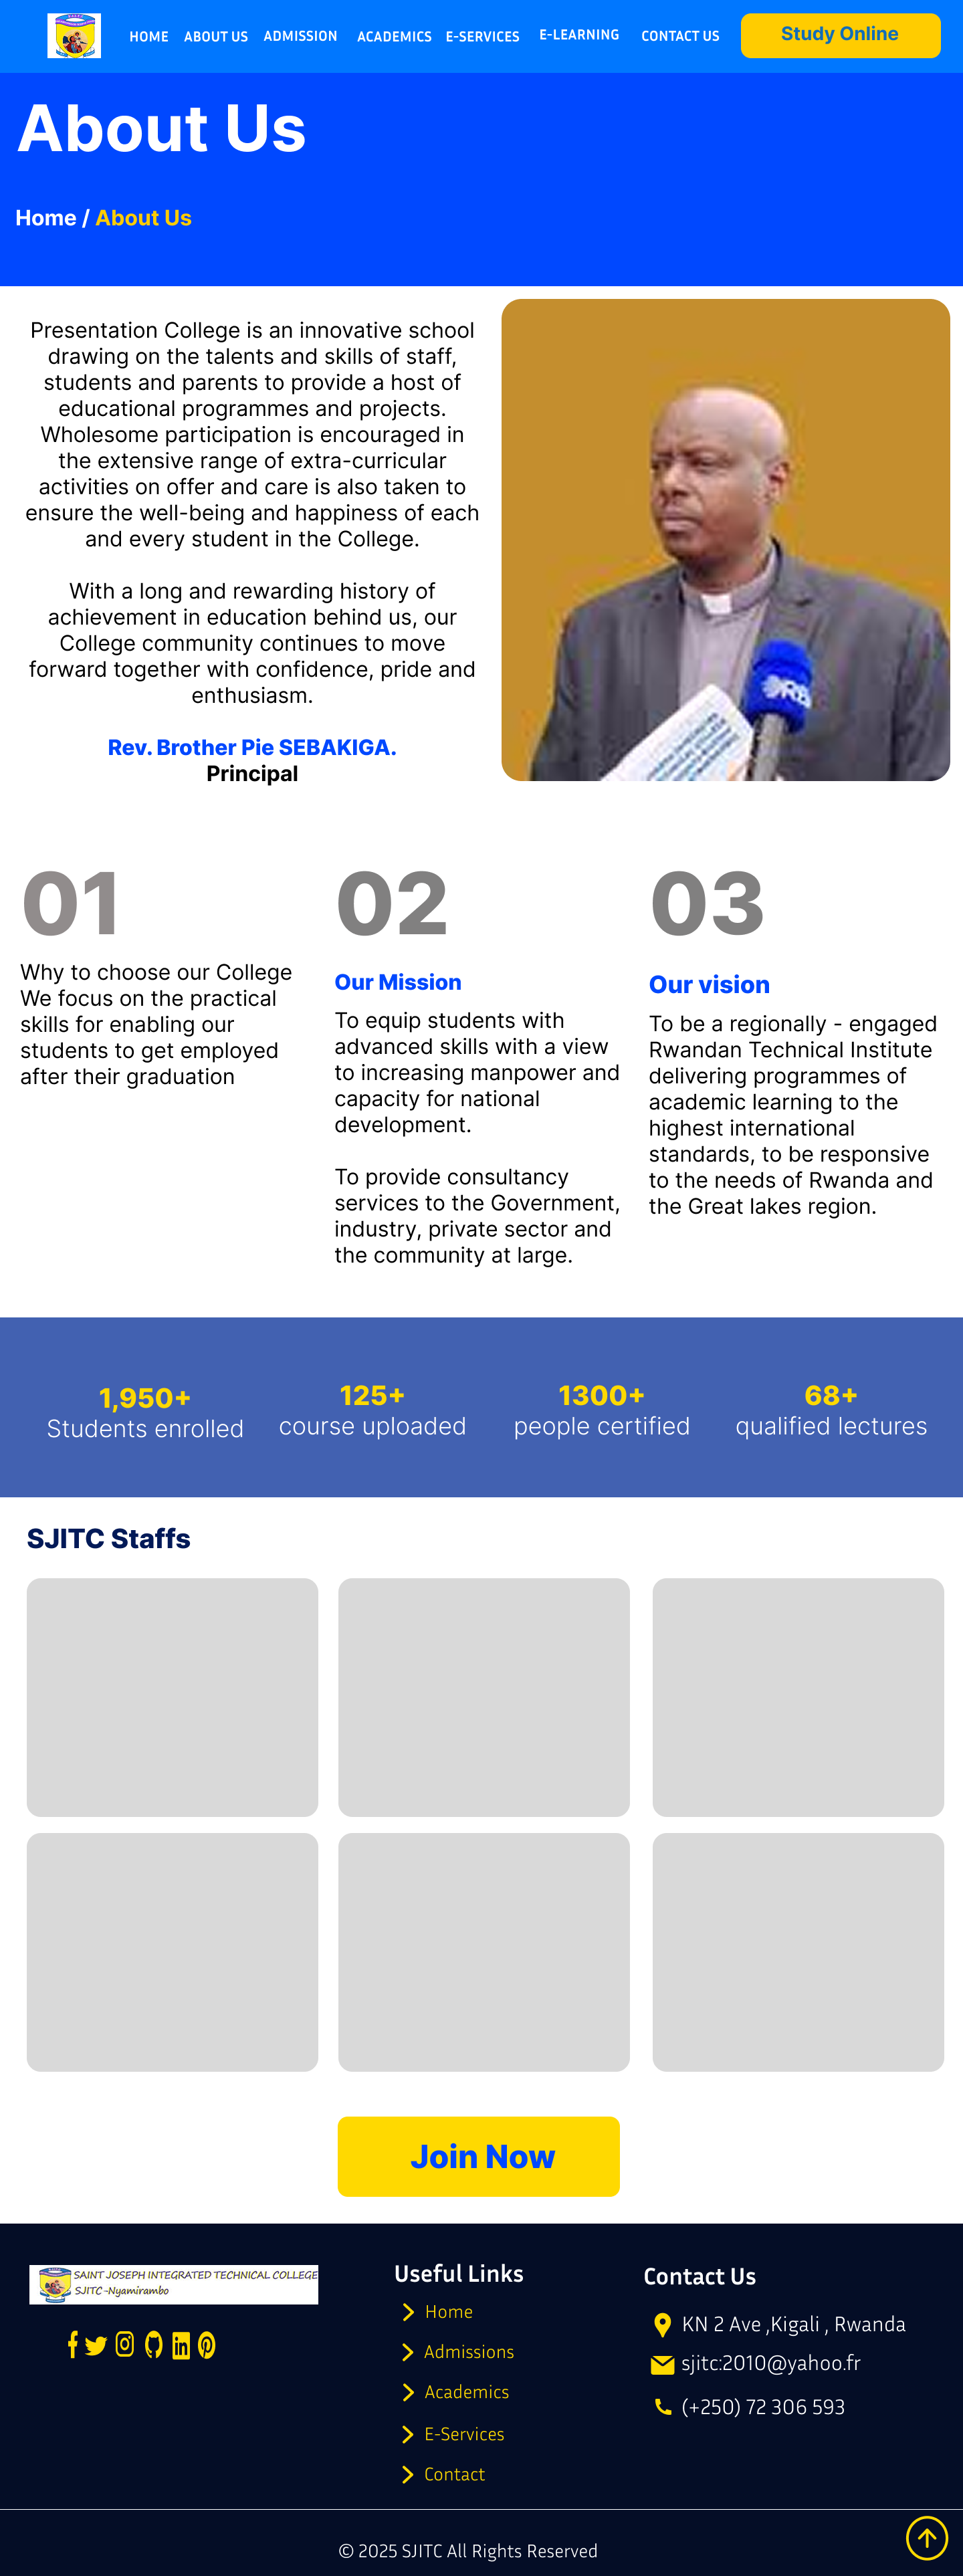 HOME ABOUT US ADMISSION ACADEMICS E-SERVICES E-LEARNING CONTACT US Study Online
About Us
Home / About Us
Presentation College is an innovative school
drawing on the talents and skills of staff,
students and parents to provide a host of
educational programmes and projects.
Wholesome participation is encouraged in
the extensive range of extra-curricular
activities on offer and care is also taken to
ensure the well-being and happiness of each
and every student in the College.
With a long and rewarding history of
achievement in education behind us, our
College community continues to move
forward together with confidence, pride and
enthusiasm.
Rev. Brother Pie SEBAKIGA.
Principal
01
Why to choose our College
We focus on the practical
skills for enabling our
students to get employed
after their graduation
02
Our Mission
To equip students with
advanced skills with a view
to increasing manpower and
capacity for national
development.
To provide consultancy
services to the Government,
industry, private sector and
the community at large.
03
Our vision
To be a regionally - engaged
Rwandan Technical Institute
delivering programmes of
academic learning to the
highest international
standards, to be responsive
to the needs of Rwanda and
the Great lakes region.
1,950+
Students enrolled
125+
course uploaded
1300+
people certified
68+
qualified lectures
SJITC Staffs
Join Now
SAINT JOSEPH INTEGRATED TECHNICAL COLLEGE
SJITC -Nyamirambo
Useful Links
Home
Admissions
Academics
E-Services
Contact
Contact Us
KN 2 Ave ,Kigali , Rwanda
sjitc:2010@yahoo.fr
(+250) 72 306 593
© 2025 SJITC All Rights Reserved